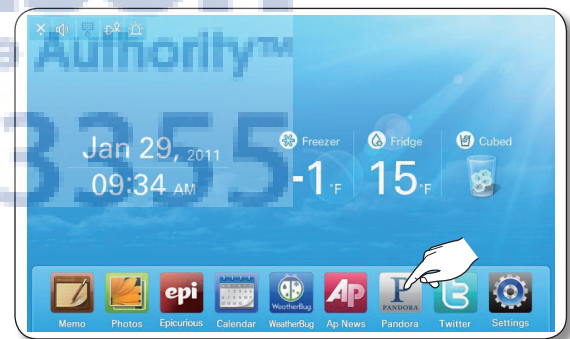 e Authority™
3355
Jan 29, 2011
09:34 AM
Freezer
-1 °F
Fridge
15 °F
Cubed
epi
Ap
P
PANDORA
t
Memo Photos Epicurious Calendar WeatherBug Ap News Pandora Twitter Settings